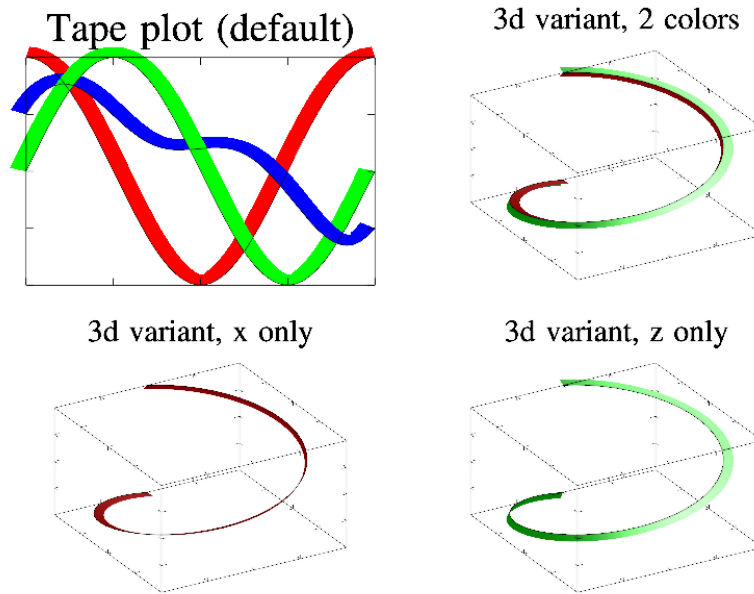 Tape plot (default)
3d variant, 2 colors
3d variant, x only
3d variant, z only